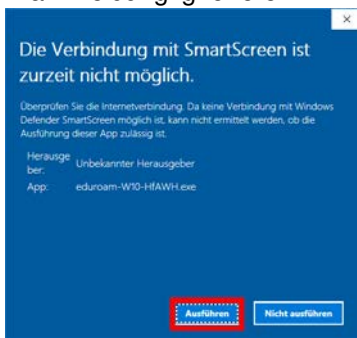 Die Verbindung mit SmartScreen ist
zurzeit nicht möglich.
Überprüfen Sie die Internetverbindung. Da keine Verbindung mit Windows
Defender SmartScreen möglich ist, kann nicht ermittelt werden, ob die
Ausführung dieser App zulässig ist.
Herausge
ber: Unbekannter Herausgeber
App: eduroam-W10-HfAWH.exe
Ausführen Nicht ausführen